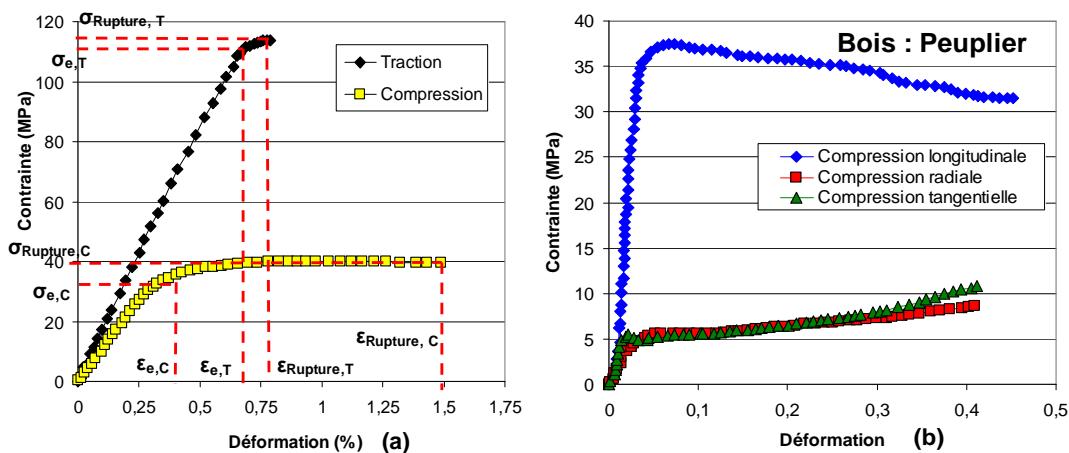 σRupture, T
σe,T
σRupture,C
σe,C
Contrainte (MPa)
0
20
40
60
80
100
120
Traction
Compression
εe,C
εe,T
εRupture,T
εRupture, C
0
0,25
0,5
0,75
1
1,25
1,5
1,75
Déformation (%)
(a)
Bois : Peuplier
Contrainte (MPa)
40
35
30
25
20
15
10
5
0
Compression longitudinale
Compression radiale
Compression tangentielle
0
0,1
0,2
0,3
0,4
0,5
Déformation
(b)